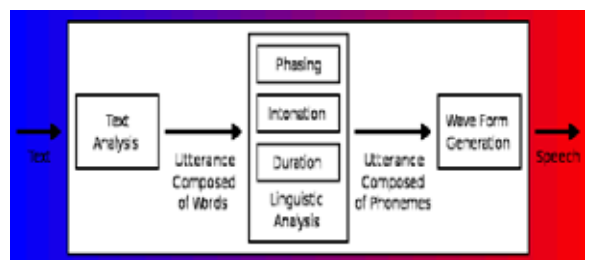 Text
Text
Analysis
Utterance
Composed
of Words
Phasing
Intonation
Duration
Linguistic
Analysis
Utterance
Composed
of Phonemes
Wave Form
Generation
Speech